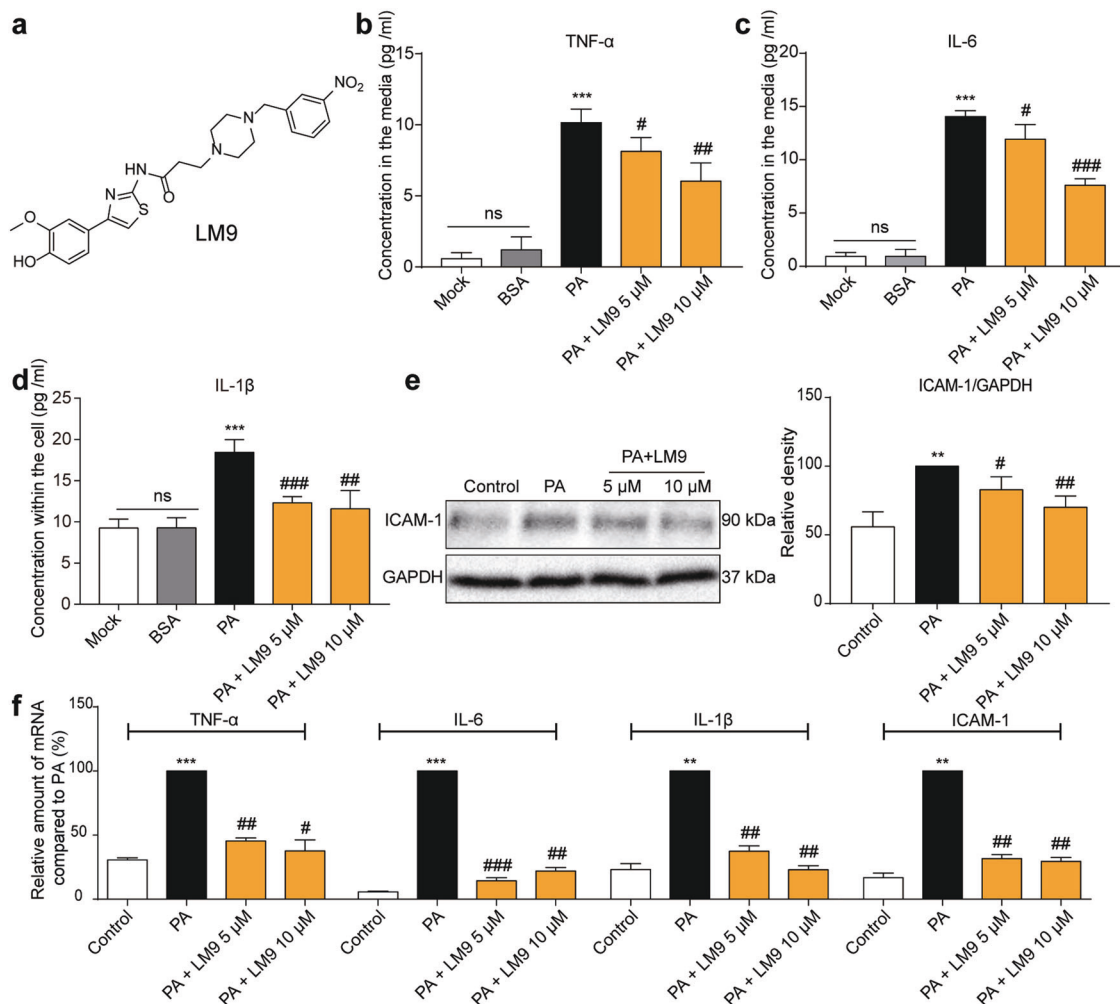 a
NO2
N
N
HN
O
N
S
O
HO
LM9
b
TNF-α
Concentration in the media (pg /ml)
15
10
5
0
***
#
##
ns
Mock
BSA
PA
PA + LM9 5 μM
PA + LM9 10 μM
c
IL-6
Concentration in the media (pg /ml)
20
15
10
5
0
***
#
###
ns
Mock
BSA
PA
PA + LM9 5 μM
PA + LM9 10 μM
d
IL-1β
Concentration within the cell (pg /ml)
25
20
15
10
5
0
***
###
##
ns
Mock
BSA
PA
PA + LM9 5 μM
PA + LM9 10 μM
e
PA+LM9
Control PA 5 μM 10 μM
ICAM-1 90 kDa
GAPDH 37 kDa
ICAM-1/GAPDH
Relative density
150
100
50
0
**
#
##
Control
PA
PA + LM9 5 μM
PA + LM9 10 μM
f
Relative amount of mRNA
compared to PA (%)
150
100
50
0
TNF-α
***
##
#
Control
PA
PA + LM9 5 μM
PA + LM9 10 μM
IL-6
***
###
##
Control
PA
PA + LM9 5 μM
PA + LM9 10 μM
IL-1β
**
##
##
Control
PA
PA + LM9 5 μM
PA + LM9 10 μM
ICAM-1
**
##
##
Control
PA
PA + LM9 5 μM
PA + LM9 10 μM